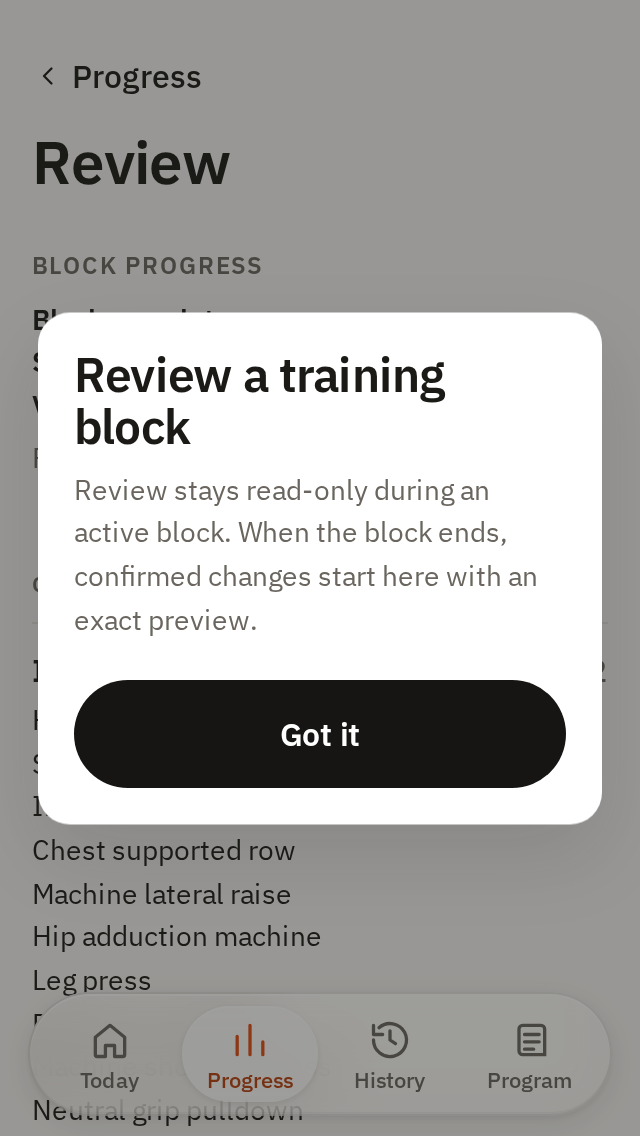 Progress
Review
BLOCK PROGRESS
Review a training
block
Review stays read-only during an
active block. When the block ends,
confirmed changes start here with an
exact preview.
Got it
Chest supported row
Machine lateral raise
Hip adduction machine
Leg press
Today
Progress
History
Program
Neutral grip pulldown